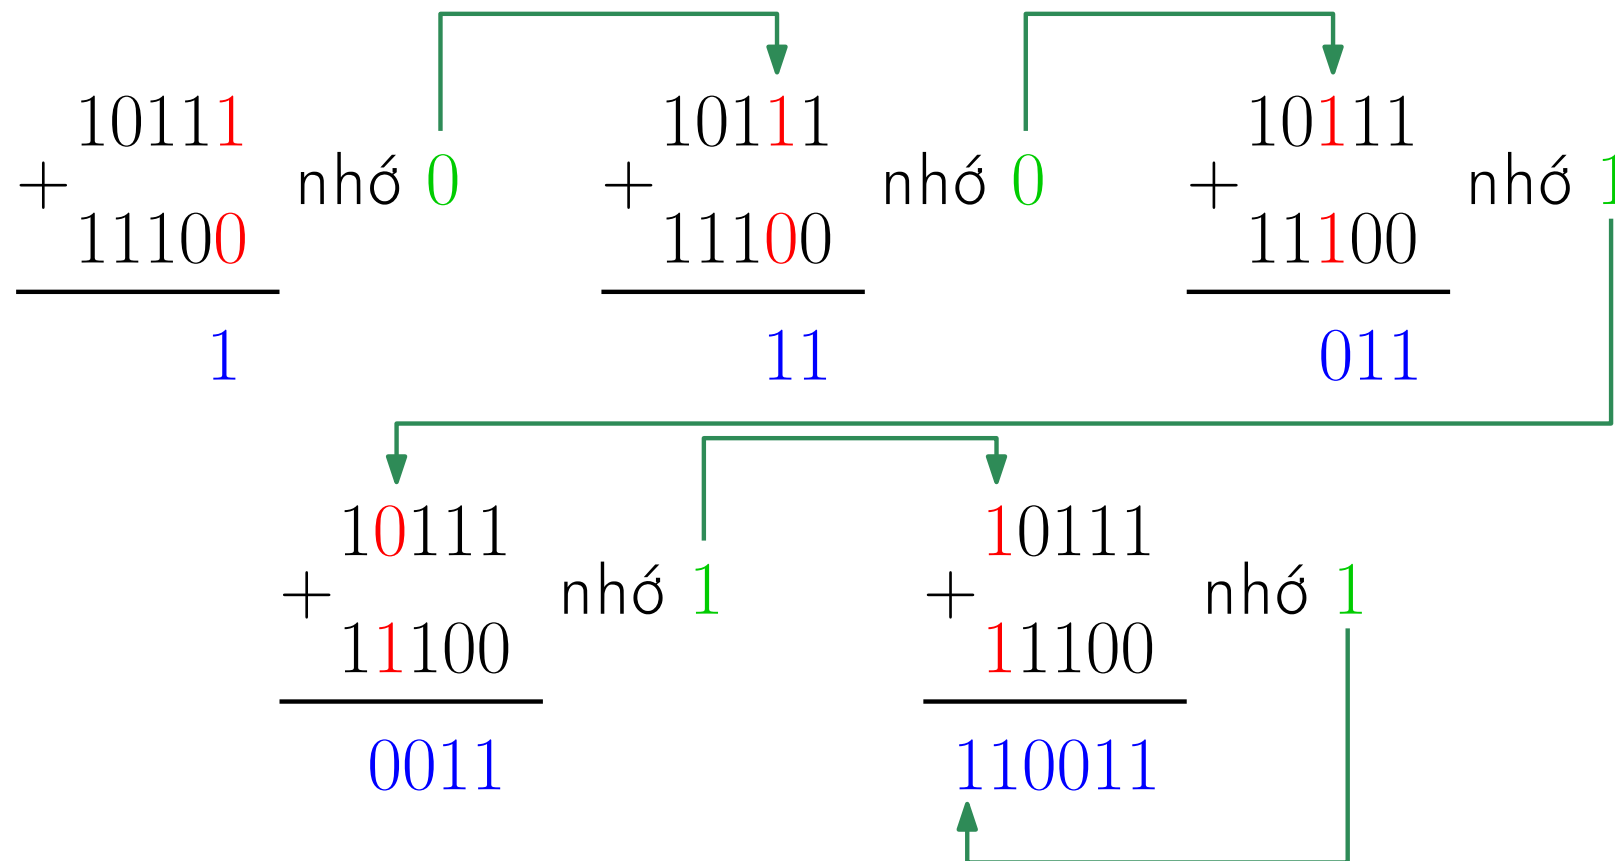 10111 10111 10111
+ nhớ 0 + nhớ 0 + nhớ 1
11100 11100 11100
1 11 011
10111 10111
+ nhớ 1 + nhớ 1
11100 11100
0011 110011